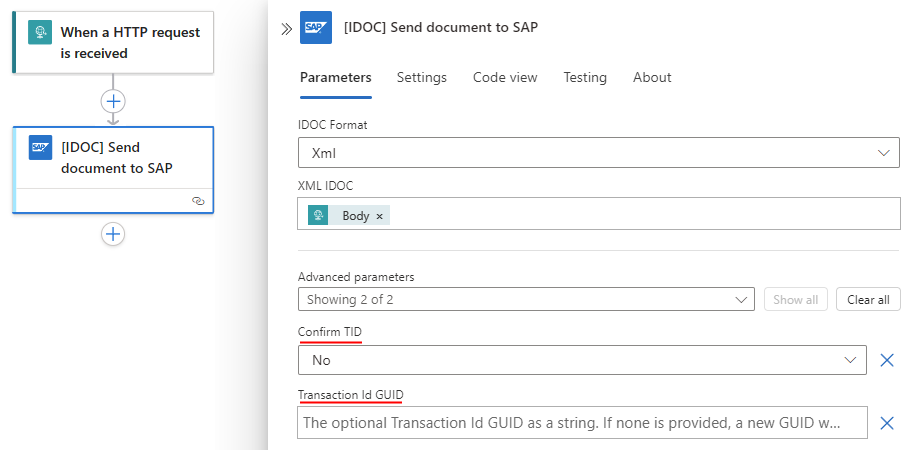 When a HTTP request
is received
SAP
[IDOC] Send
document to SAP
SAP
[IDOC] Send document to SAP
Parameters Settings Code view Testing About
IDOC Format
Xml
XML IDOC
Body ×
Advanced parameters
Showing 2 of 2 Show all Clear all
Confirm TID
No
Transaction Id GUID
The optional Transaction Id GUID as a string. If none is provided, a new GUID w...